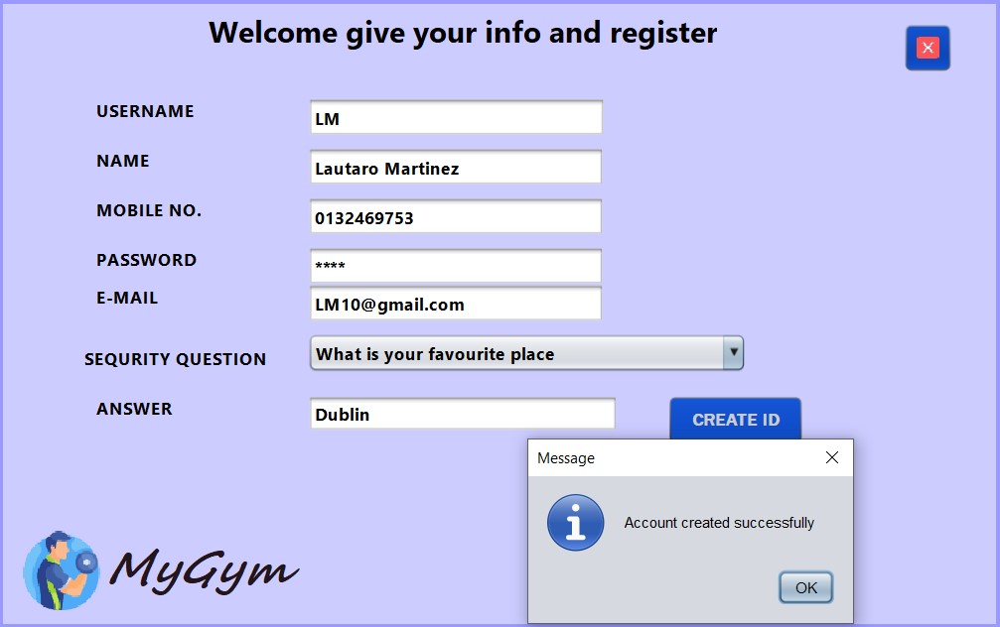 Welcome give your info and register
USERNAME
LM
NAME
Lautaro Martinez
MOBILE NO.
0132469753
PASSWORD
****
E-MAIL
LM10@gmail.com
SEQURITY QUESTION
What is your favourite place
ANSWER
Dublin
CREATE ID
Message
Account created successfully
OK
MyGym